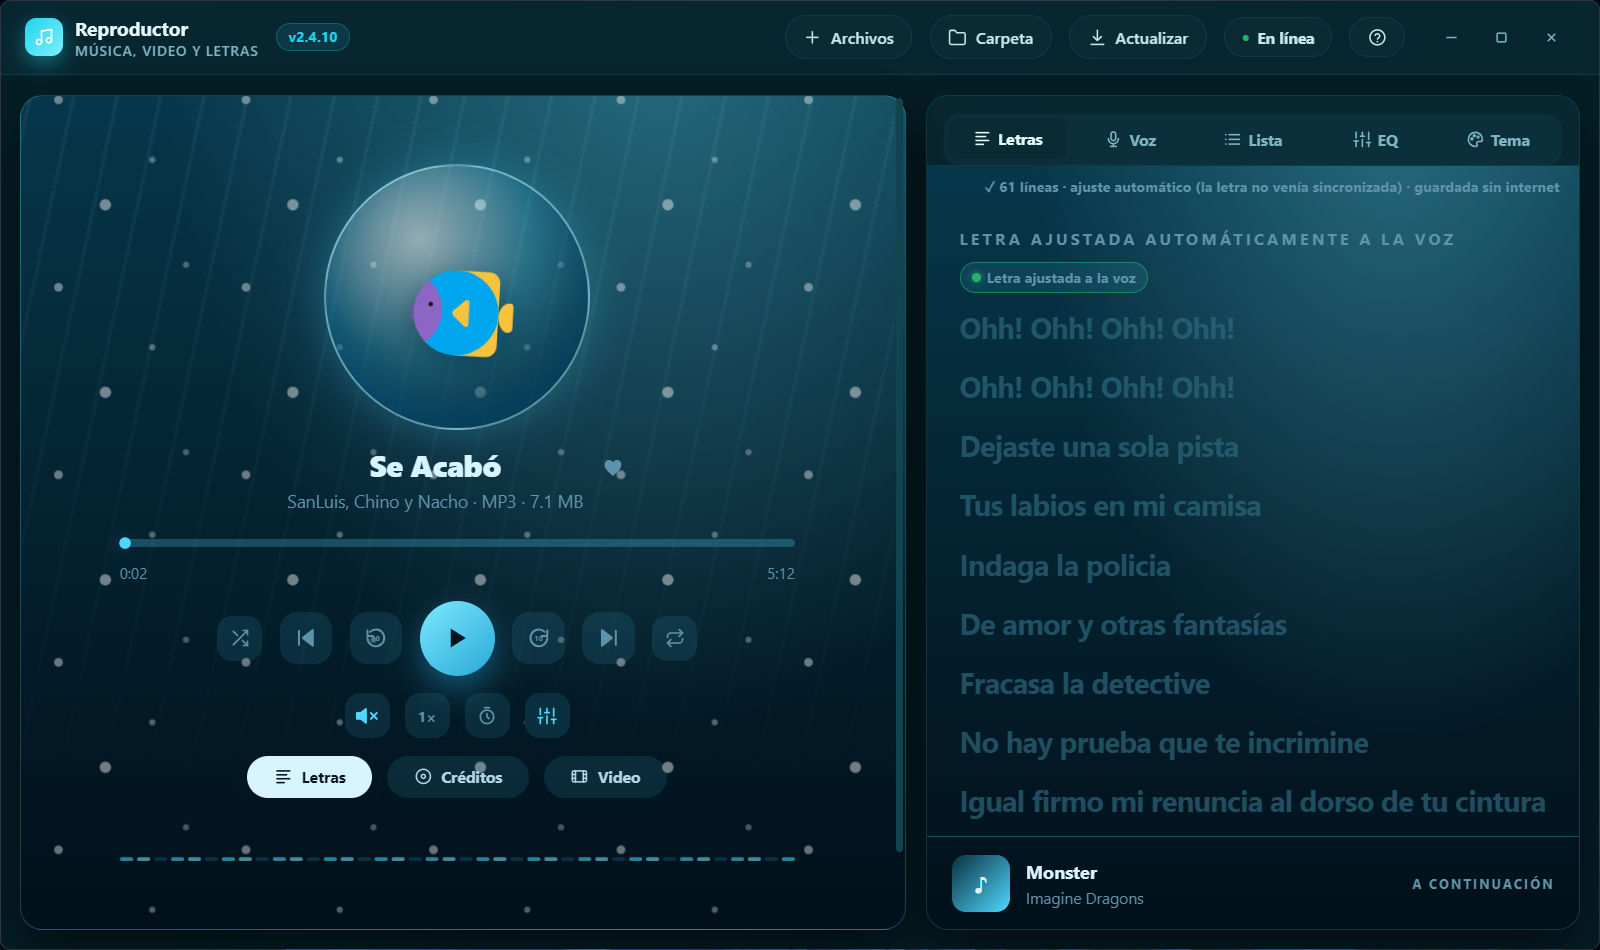 Reproductor
MÚSICA, VIDEO Y LETRAS
v2.4.10
Archivos
Carpeta
Actualizar
En línea
Se Acabó
SanLuis, Chino y Nacho · MP3 · 7.1 MB
0:02
5:12
10
10
1×
Letras
Créditos
Video
Letras
Voz
Lista
EQ
Tema
✓ 61 líneas · ajuste automático (la letra no venía sincronizada) · guardada sin internet
LETRA AJUSTADA AUTOMÁTICAMENTE A LA VOZ
Letra ajustada a la voz
Ohh! Ohh! Ohh! Ohh!
Ohh! Ohh! Ohh! Ohh!
Dejaste una sola pista
Tus labios en mi camisa
Indaga la policia
De amor y otras fantasías
Fracasa la detective
No hay prueba que te incrimine
Igual firmo mi renuncia al dorso de tu cintura
Monster
Imagine Dragons
A CONTINUACIÓN